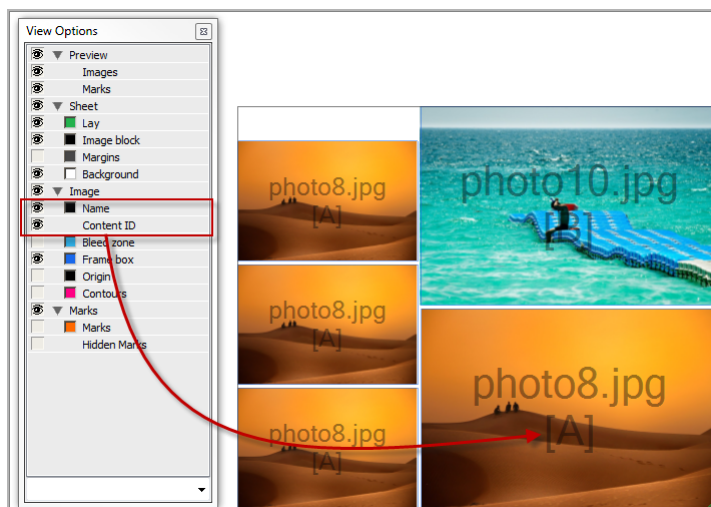 View Options
Preview
Images
Marks
Sheet
Lay
Image block
Margins
Background
Image
Name
Content ID
Bleed zone
Frame box
Origin
Contours
Marks
Marks
Hidden Marks
photo8.jpg
[A]
photo10.jpg
[B]
photo8.jpg
[A]
photo8.jpg
[A]
photo8.jpg
[A]